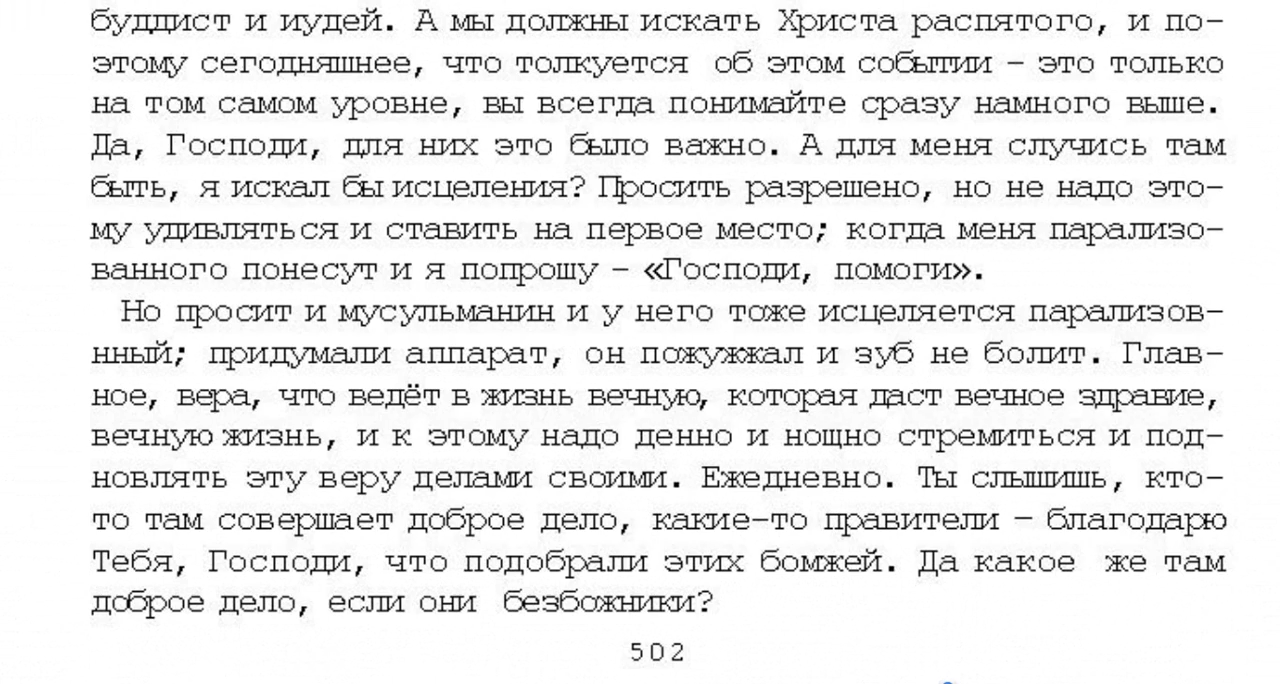 буддист и иудей. А мы должны искать Христа распятого, и по-
этому сегодняшнее, что толкуется об этом событии - это только
на том самом уровне, вы всегда понимайте сразу намного выше.
Да, Господи, для них это было важно. А для меня случись там
быть, я искал бы исцеления? Просить разрешено, но не надо это-
му удивляться и ставить на первое место; когда меня парализо-
ванного понесут и я попрошу - «Господи, помоги».
Но просит и мусульманин и у него тоже исцеляется парализов-
нный; придумали аппарат, он пожужжал и зуб не болит. Глав-
ное, вера, что ведёт в жизнь вечную, которая даст вечное здравие,
вечную жизнь, и к этому надо денно и нощно стремиться и под-
новлять эту веру делами своими. Ежедневно. Ты слышишь, кто-
то там совершает доброе дело, какие-то правители - благодарю
Тебя, Господи, что подобрали этих бомжей. Да какое же там
доброе дело, если они безбожники?
502